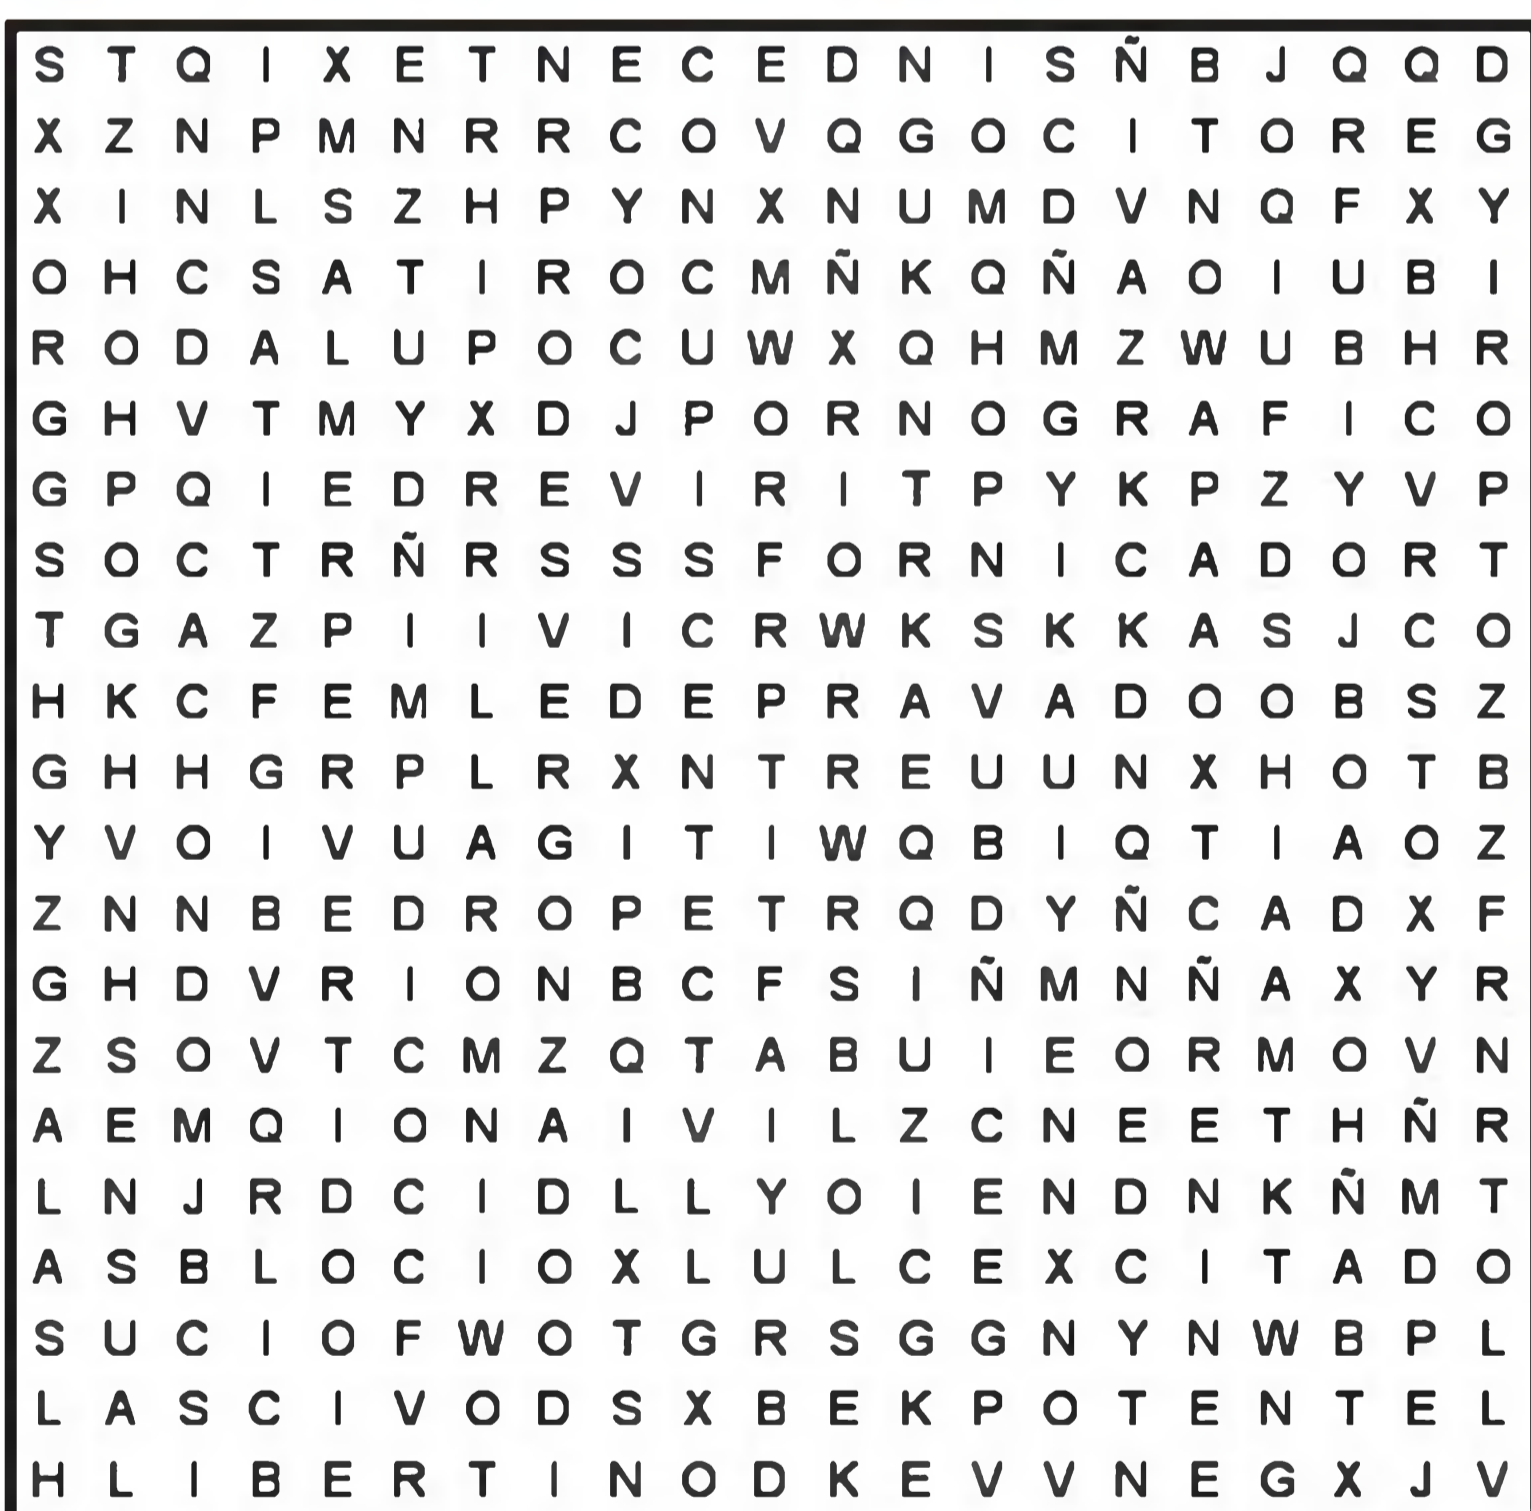 S T Q I X E T N E C E D N I S Ñ B J Q Q D
X Z N P M N R R C O V Q G O C I T O R E G
X I N L S Z H P Y N X N U M D V N Q F X Y
O H C S A T I R O C M Ñ K Q Ñ A O I U B I
R O D A L U P O C U W X Q H M Z W U B H R
G H V T M Y X D J P O R N O G R A F I C O
G P Q I E D R E V I R I T P Y K P Z Y V P
S O C T R Ñ R S S S F O R N I C A D O R T
T G A Z P I I V I C R W K S K K A S J C O
H K C F E M L E D E P R A V A D O O B S Z
G H H G R P L R X N T R E U U N X H O T B
Y V O I V U A G I T I W Q B I Q T I A O Z
Z N N B E D R O P E T R Q D Y Ñ C A D X F
G H D V R I O N B C F S I Ñ M N Ñ A X Y R
Z S O V T C M Z Q T A B U I E O R M O V N
A E M Q I O N A I V I L Z C N E E T H Ñ R
L N J R D C I D L L Y O I E N D N K Ñ M T
A S B L O C I O X L U L C E X C I T A D O
S U C I O F W O T G R S G G N Y N W B P L
L A S C I V O D S X B E K P O T E N T E L
H L I B E R T I N O D K E V V N E G X J V